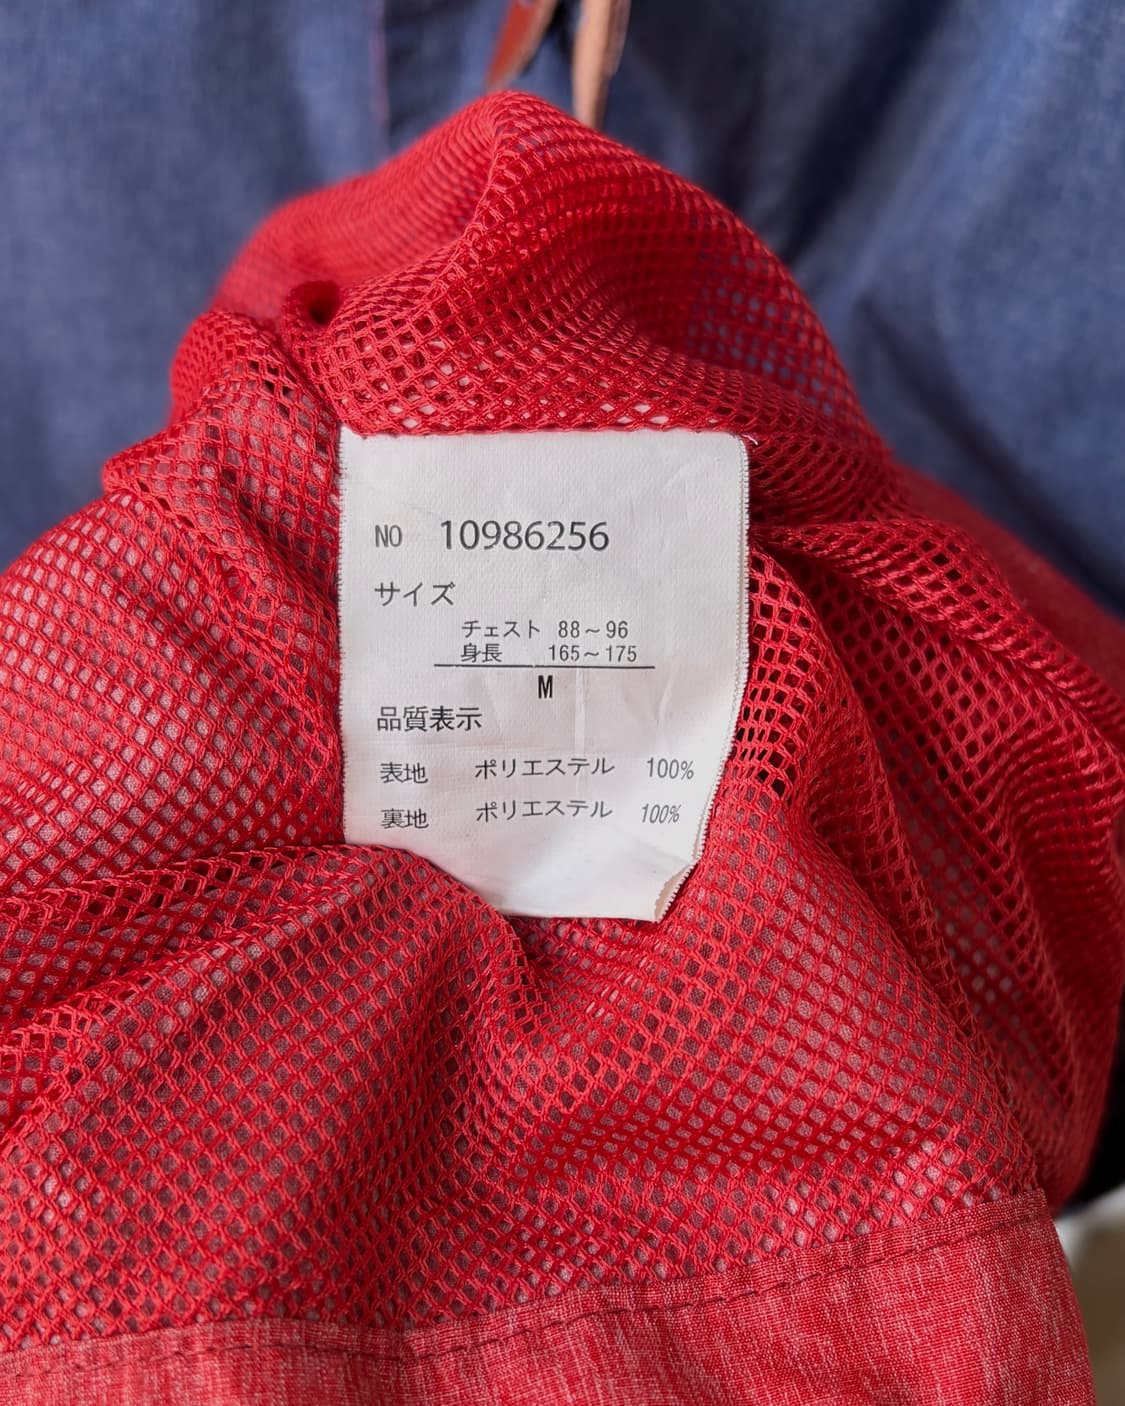 NO 10986256
サイズ
チェスト 88～96
身長 165～175
M
品質表示
表地 ポリエステル 100%
裏地 ポリエステル 100%